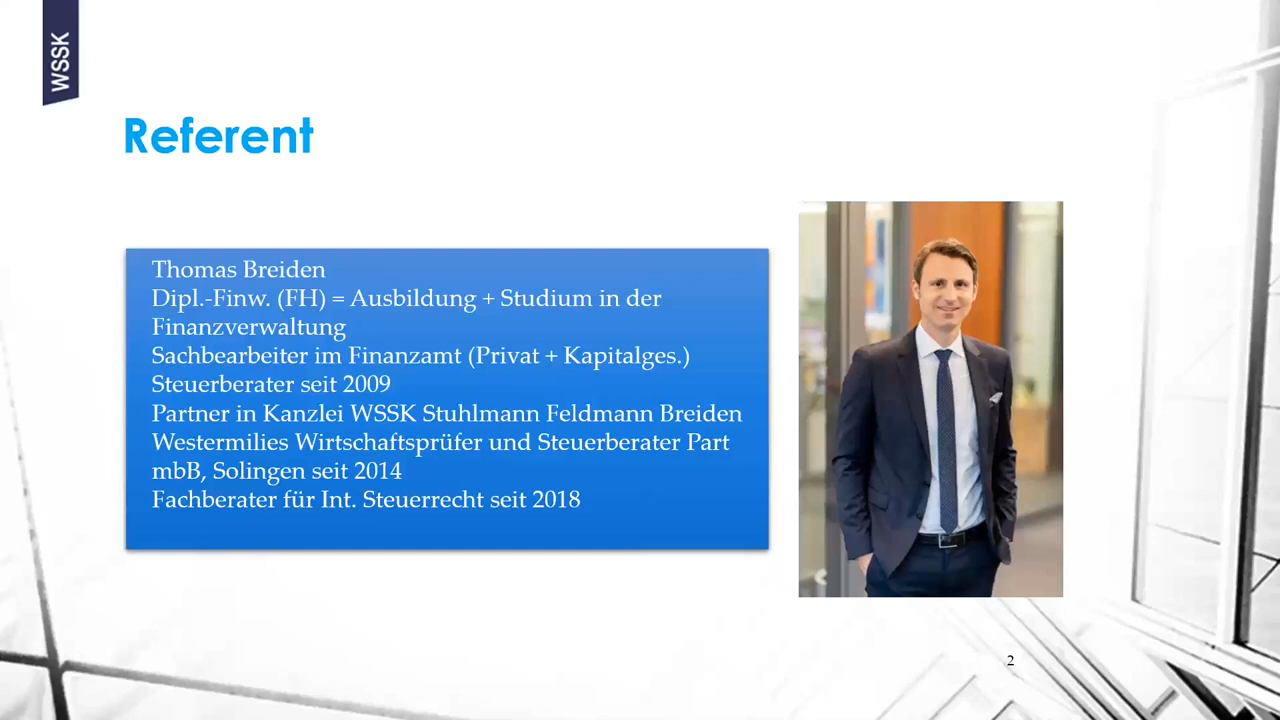 WSSK
Referent
Thomas Breiden
Dipl.-Finw. (FH) = Ausbildung + Studium in der
Finanzverwaltung
Sachbearbeiter im Finanzamt (Privat + Kapitalges.)
Steuerberater seit 2009
Partner in Kanzlei WSSK Stuhlmann Feldmann Breiden
Westermilies Wirtschaftsprüfer und Steuerberater Part
mbB, Solingen seit 2014
Fachberater für Int. Steuerrecht seit 2018
2